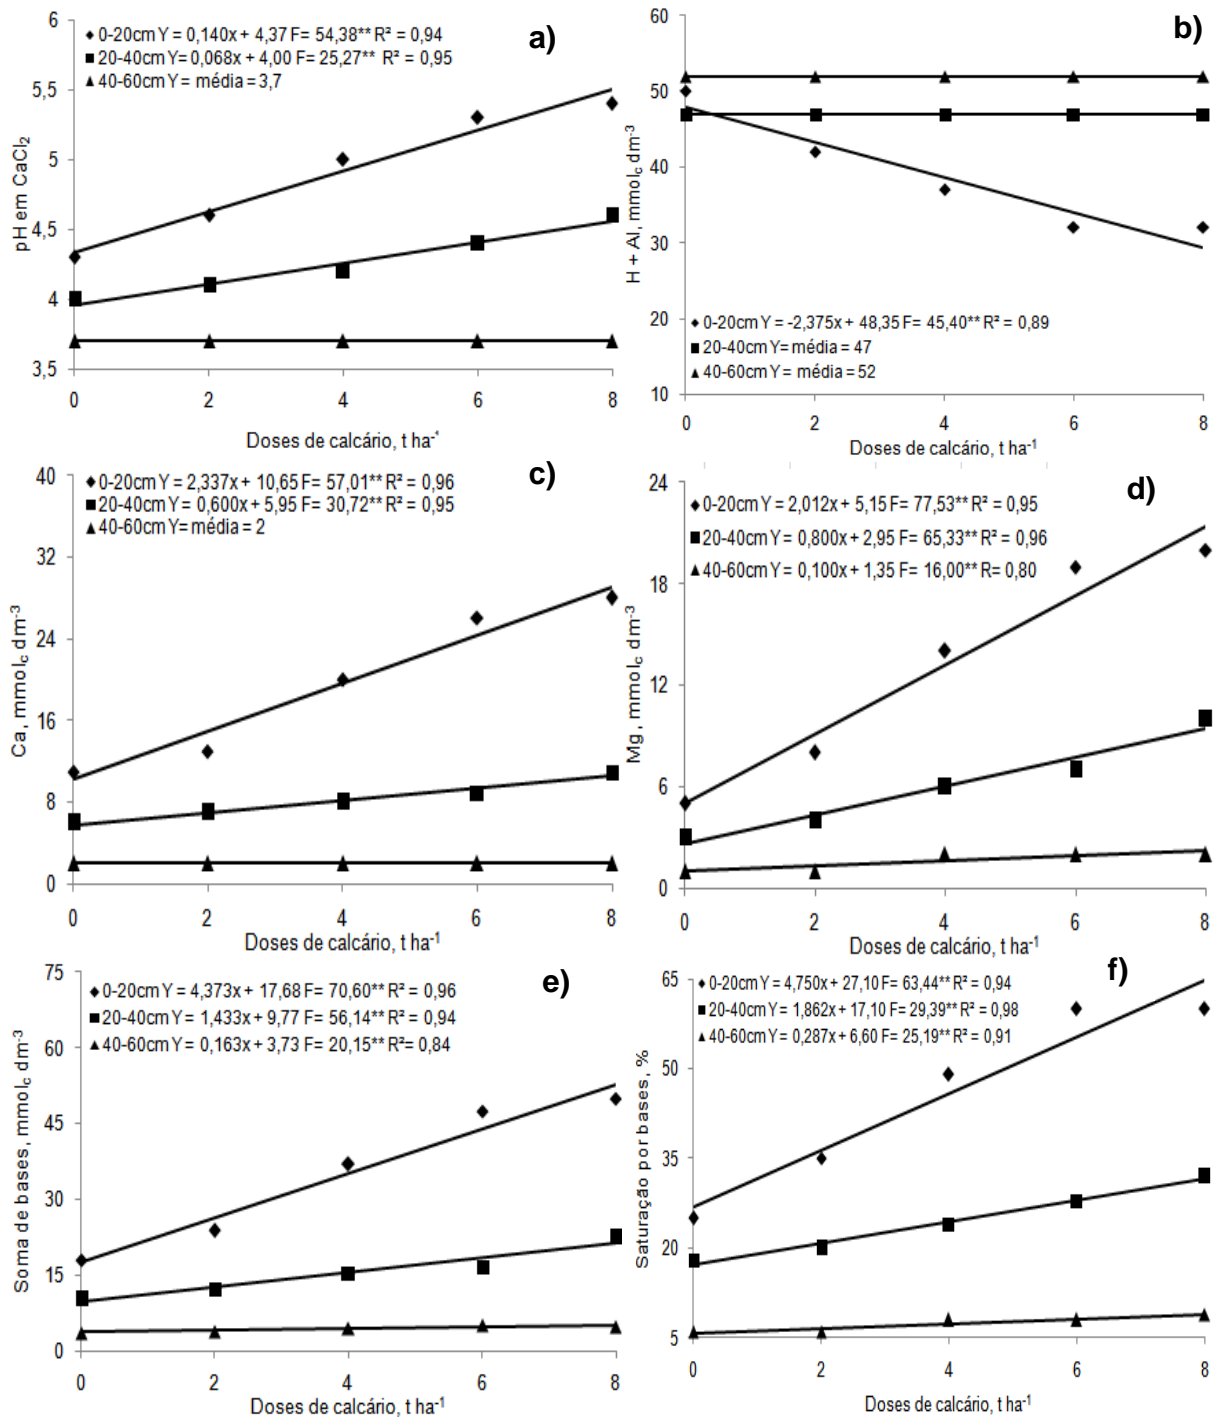 a)
◆ 0-20cm Y = 0,140x + 4,37 F= 54,38** R² = 0,94
■ 20-40cm Y= 0,068x + 4,00 F= 25,27** R² = 0,95
▲ 40-60cm Y= média = 3,7
6
5,5
5
4,5
4
3,5
pH em CaCl₂
0 2 4 6 8
Doses de calcário, t ha⁻¹
b)
60
50
40
30
20
10
H + Al, mmol꜀ dm⁻³
◆ 0-20cm Y = -2,375x + 48,35 F= 45,40** R² = 0,89
■ 20-40cm Y= média = 47
▲ 40-60cm Y = média = 52
0 2 4 6 8
Doses de calcário, t ha⁻¹
c)
◆ 0-20cm Y = 2,337x + 10,65 F= 57,01** R² = 0,96
■ 20-40cm Y = 0,600x + 5,95 F= 30,72** R² = 0,95
▲ 40-60cm Y= média = 2
40
32
24
16
8
0
Ca, mmol꜀ dm⁻³
0 2 4 6 8
Doses de calcário, t ha⁻¹
d)
◆ 0-20cm Y = 2,012x + 5,15 F= 77,53** R² = 0,95
■ 20-40cm Y = 0,800x + 2,95 F= 65,33** R² = 0,96
▲ 40-60cm Y = 0,100x + 1,35 F= 16,00** R= 0,80
24
18
12
6
0
Mg, mmol꜀ dm⁻³
0 2 4 6 8
Doses de calcário, t ha⁻¹
e)
◆ 0-20cm Y = 4,373x + 17,68 F= 70,60** R² = 0,96
■ 20-40cm Y = 1,433x + 9,77 F= 56,14** R² = 0,94
▲ 40-60cm Y = 0,163x + 3,73 F= 20,15** R²= 0,84
75
60
45
30
15
0
Soma de bases, mmol꜀ dm⁻³
0 2 4 6 8
Doses de calcário, t ha⁻¹
f)
◆ 0-20cm Y = 4,750x + 27,10 F= 63,44** R² = 0,94
■ 20-40cm Y = 1,862x + 17,10 F= 29,39** R² = 0,98
▲ 40-60cm Y = 0,287x + 6,60 F= 25,19** R² = 0,91
65
50
35
20
5
Saturação por bases, %
0 2 4 6 8
Doses de calcário, t ha⁻¹